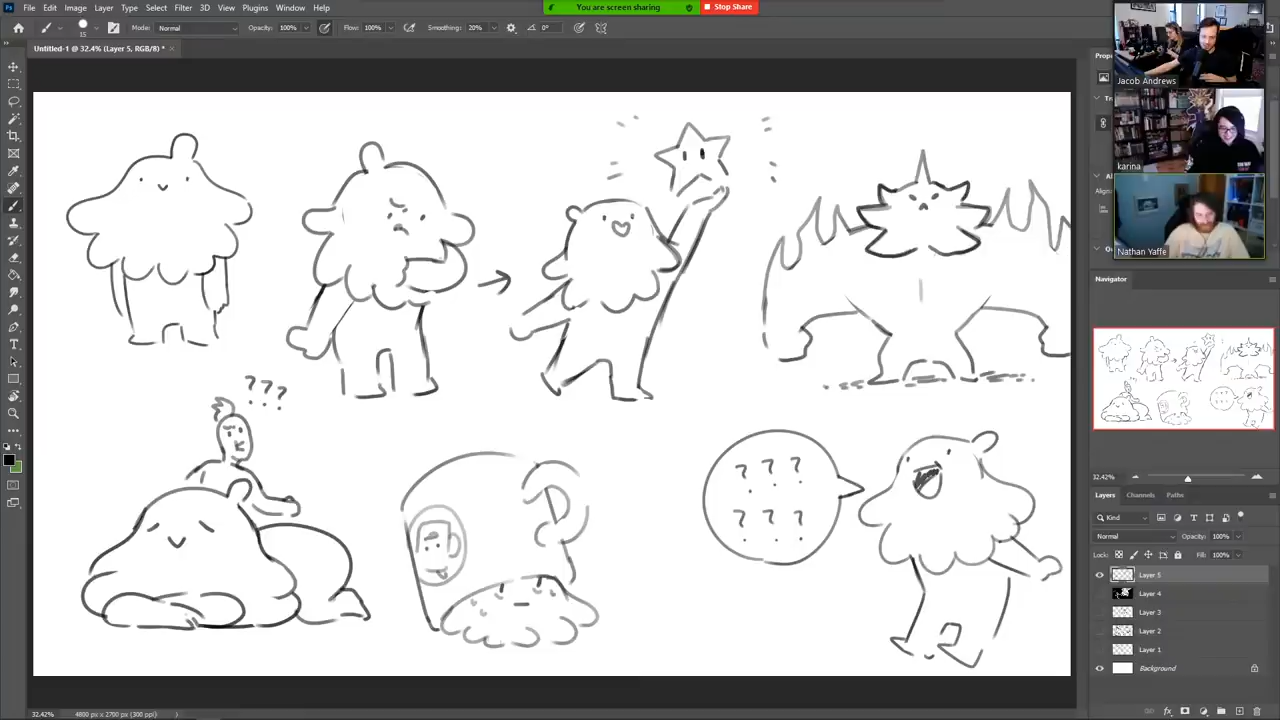 File Edit Image Layer Type Select Filter 3D View Plugins Window Help
You are screen sharing
Stop Share
15
Mode: Normal
Opacity: 100%
Flow: 100%
Smoothing: 20%
0°
Untitled-1 @ 32.4% (Layer 5, RGB/8) *
Jacob Andrews
karina
Nathan Yaffe
???
? ? ?
? ? ?
Navigator
32.42%
Layers Channels Paths
Kind
Normal
Opacity: 100%
Lock:
Fill: 100%
Layer 5
Layer 4
Layer 3
Layer 2
Layer 1
Background
32.42%
4800 px x 2700 px (300 ppi)